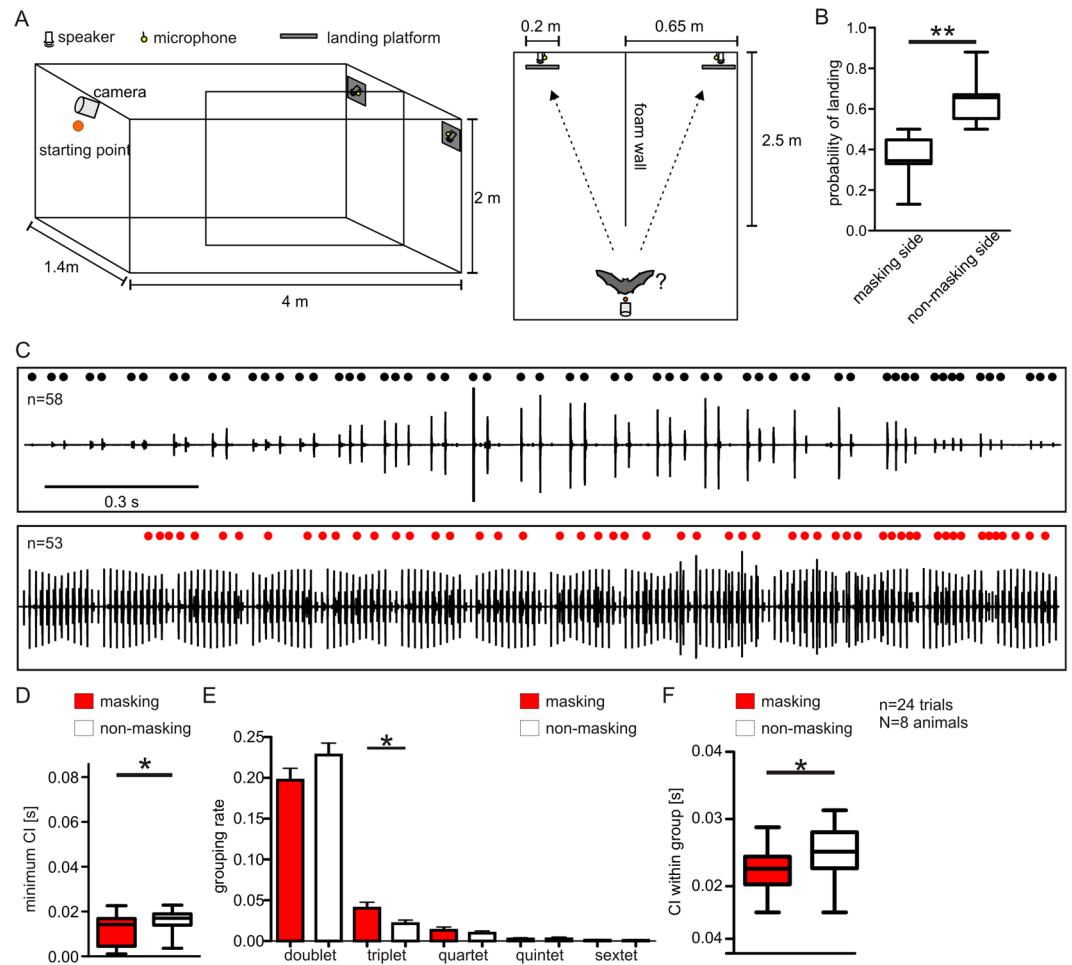 A
speaker
microphone
landing platform
camera
starting point
2 m
1.4m
4 m
0.2 m
0.65 m
foam wall
2.5 m
?
B
**
probability of landing
1.0
0.8
0.6
0.4
0.2
0.0
masking side
non-masking side
C
n=58
0.3 s
n=53
D
masking
non-masking
*
minimum CI [s]
0.08
0.06
0.04
0.02
0.00
E
masking
non-masking
*
grouping rate
0.25
0.20
0.15
0.10
0.05
0.00
doublet
triplet
quartet
quintet
sextet
F
masking
non-masking
n=24 trials
N=8 animals
*
CI within group [s]
0.04
0.03
0.02
0.04